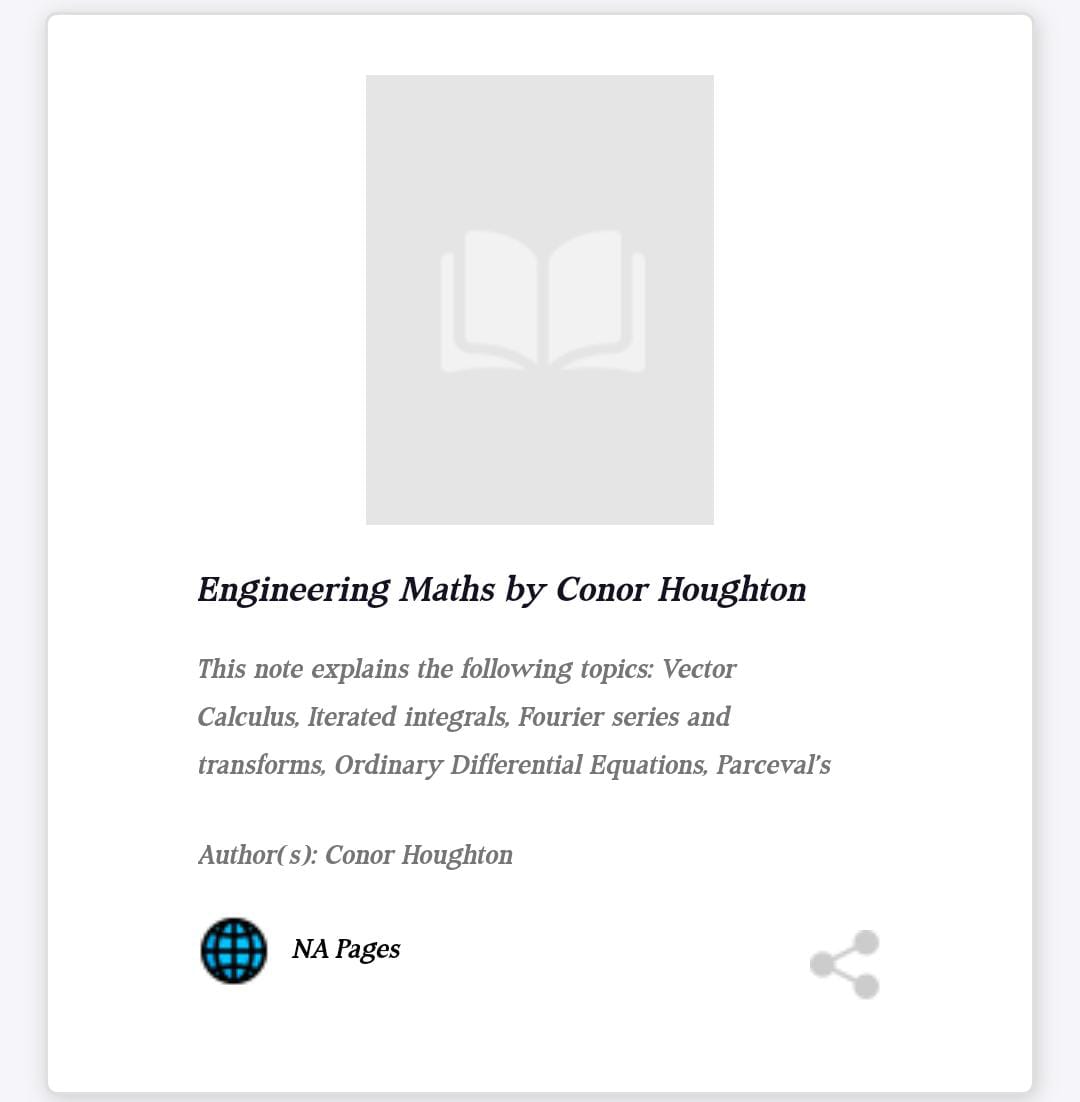 Engineering Maths by Conor Houghton
This note explains the following topics: Vector
Calculus, Iterated integrals, Fourier series and
transforms, Ordinary Differential Equations, Parceval's
Author(s): Conor Houghton
NA Pages